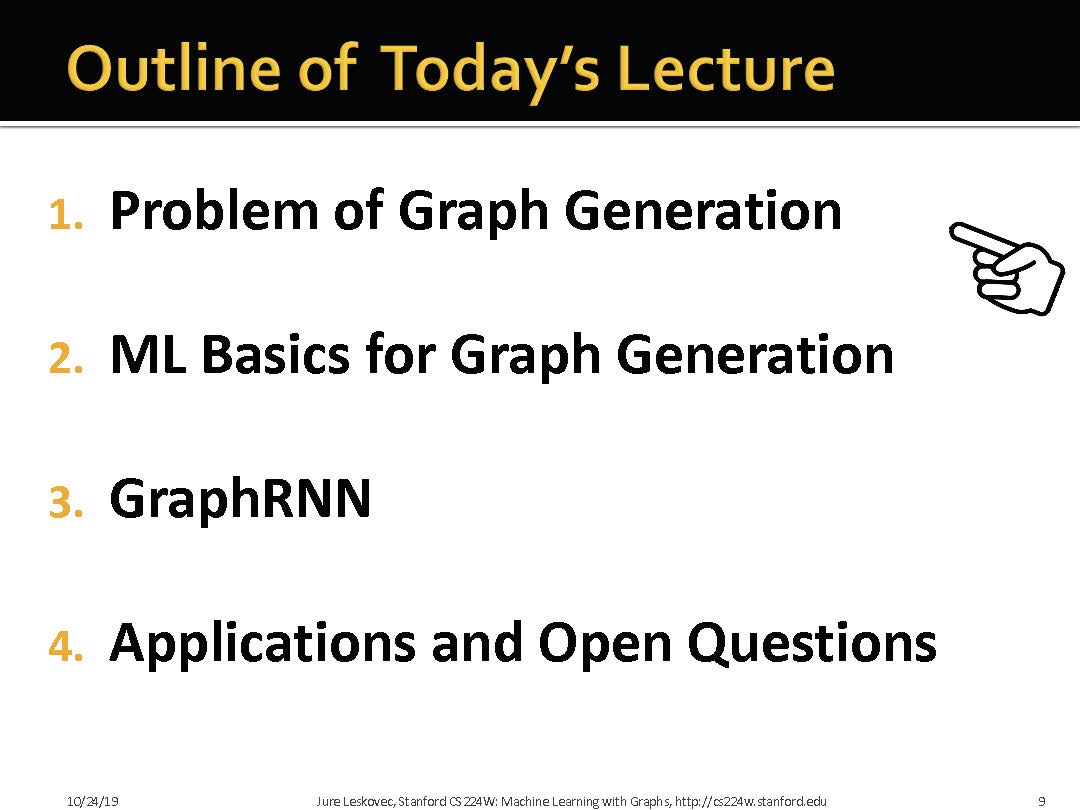 Outline of Today's Lecture
1. Problem of Graph Generation
2. ML Basics for Graph Generation
3. GraphRNN
4. Applications and Open Questions
10/24/19 Jure Leskovec, Stanford CS224W: Machine Learning with Graphs, http://cs224w.stanford.edu 9